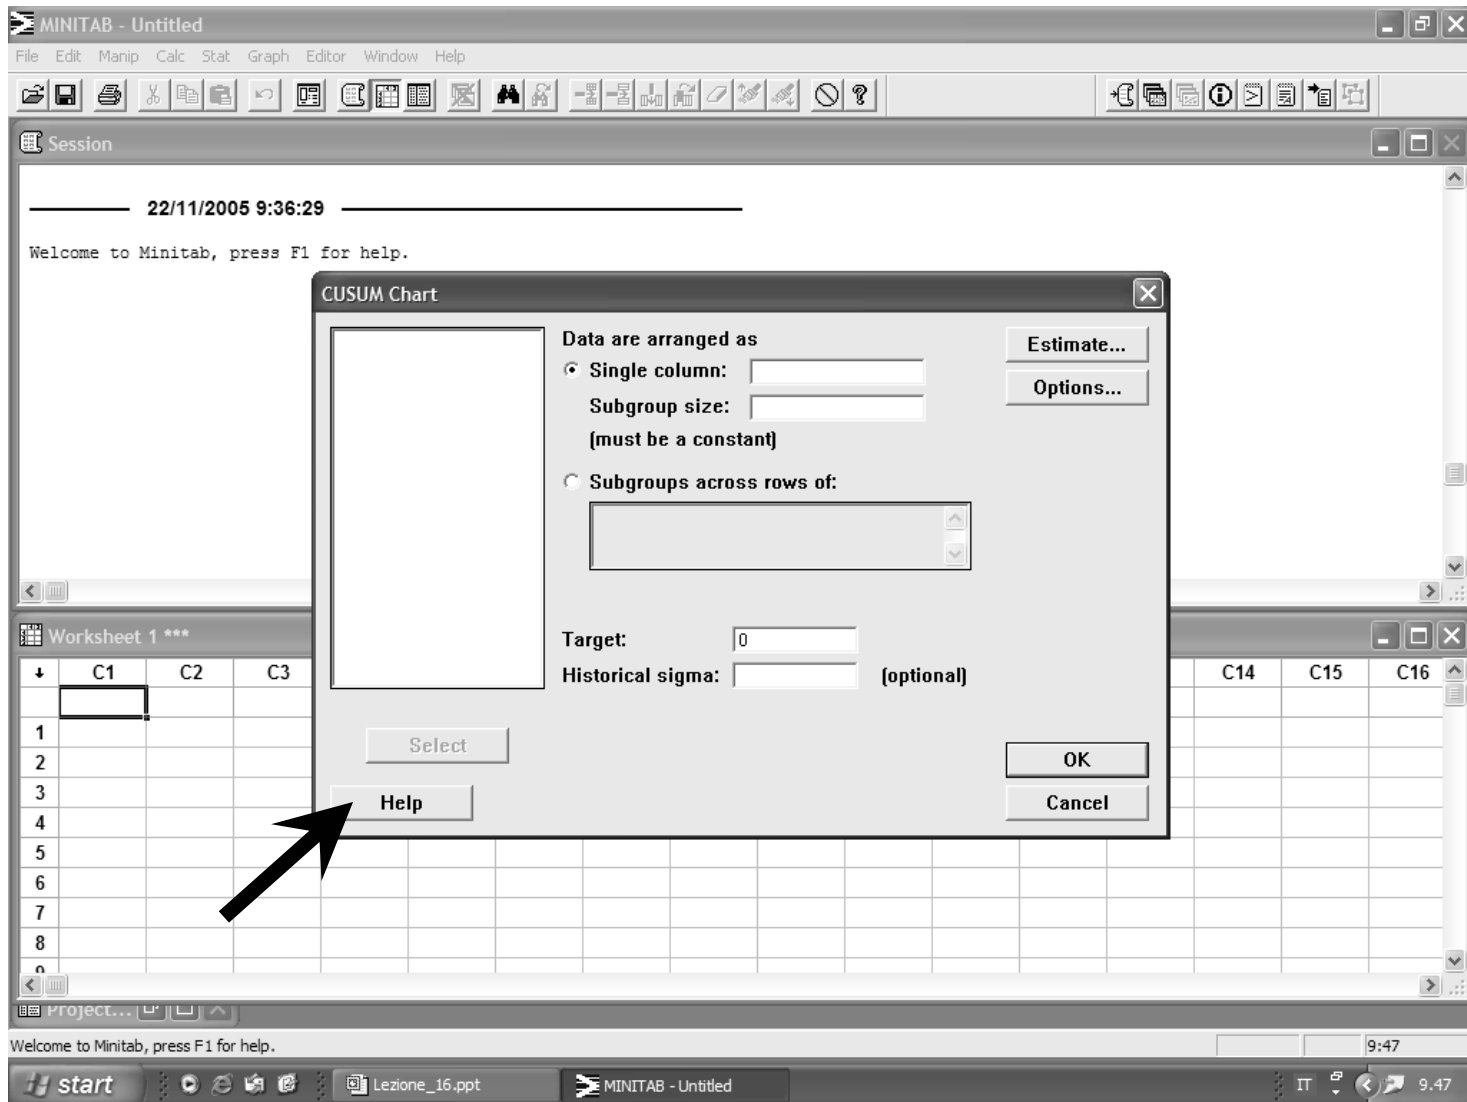 MINITAB - Untitled
File Edit Manip Calc Stat Graph Editor Window Help
Session
22/11/2005 9:36:29
Welcome to Minitab, press F1 for help.
CUSUM Chart
Data are arranged as
Single column:
Subgroup size:
(must be a constant)
Subgroups across rows of:
Target: 0
Historical sigma: (optional)
Estimate...
Options...
Select
Help
OK
Cancel
Worksheet 1 ***
C1 C2 C3 C14 C15 C16
1
2
3
4
5
6
7
8
9
Project...
Welcome to Minitab, press F1 for help. 9:47
start Lezione_16.ppt MINITAB - Untitled IT 9.47